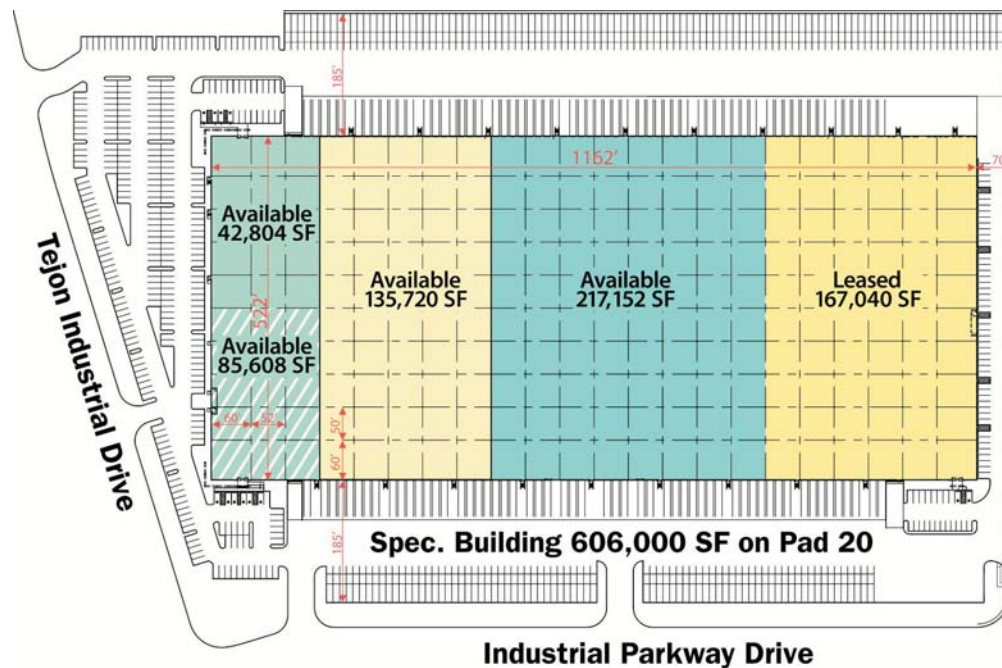 185'
1162'
70
Available
42,804 SF
Available
135,720 SF
Available
217,152 SF
Leased
167,040 SF
522'
Available
85,608 SF
60'
52'
50'
60'
Tejon Industrial Drive
185'
Spec. Building 606,000 SF on Pad 20
Industrial Parkway Drive